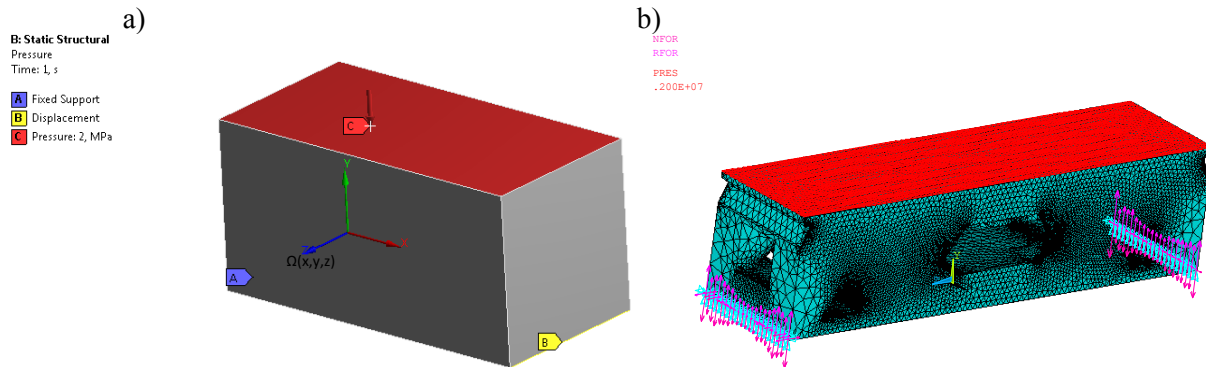 a)
B: Static Structural
Pressure
Time: 1, s
A Fixed Support
B Displacement
C Pressure: 2, MPa
C
Y
X
Z
Ω(x,y,z)
A
B
b)
NFOR
RFOR
PRES
.200E+07